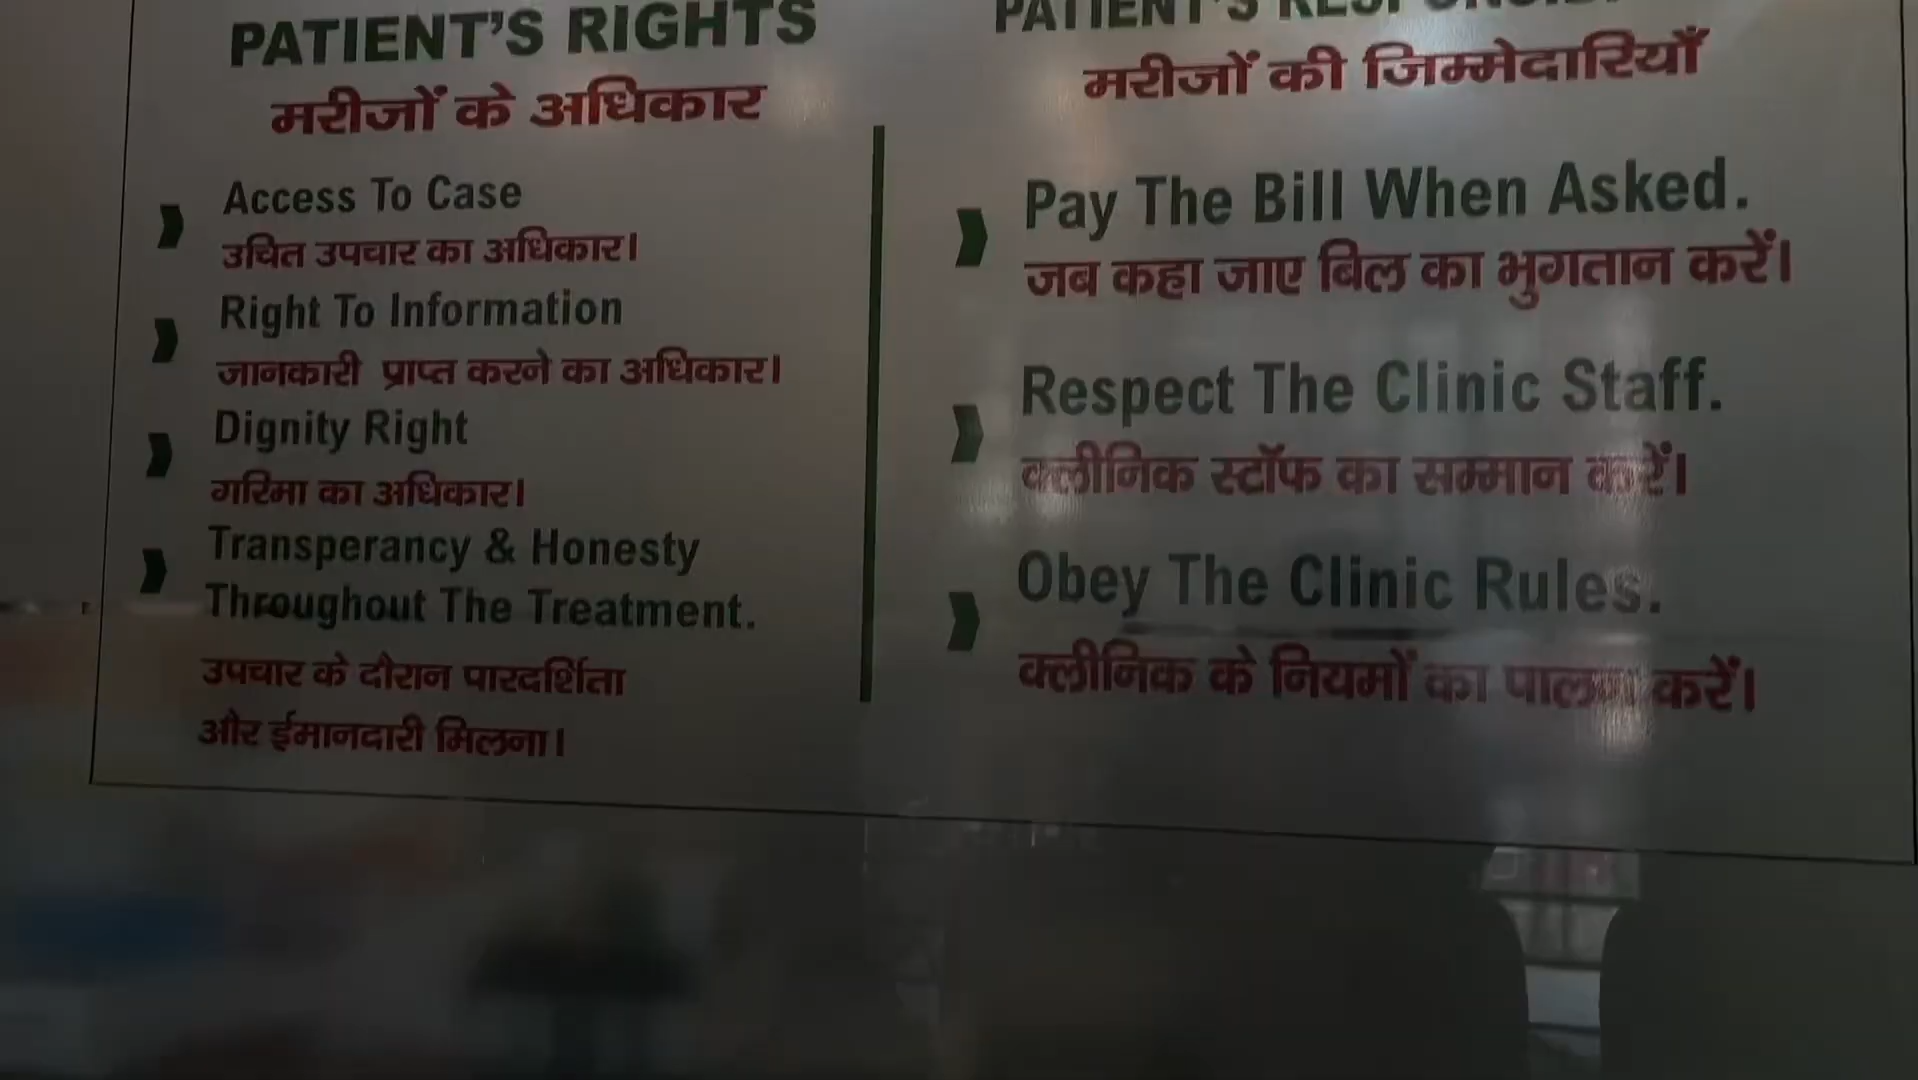 PATIENT'S RIGHTS
मरीजों के अधिकार
Access To Case
उचित उपचार का अधिकार।
Right To Information
जानकारी प्राप्त करने का अधिकार।
Dignity Right
गरिमा का अधिकार।
Transperancy & Honesty
Throughout The Treatment.
उपचार के दौरान पारदर्शिता
और ईमानदारी मिलना।
PATIENT'S
मरीजों की जिम्मेदारियाँ
Pay The Bill When Asked.
जब कहा जाए बिल का भुगतान करें।
Respect The Clinic Staff.
क्लीनिक स्टॉफ का सम्मान करें।
Obey The Clinic Rules.
क्लीनिक के नियमों का पालन करें।